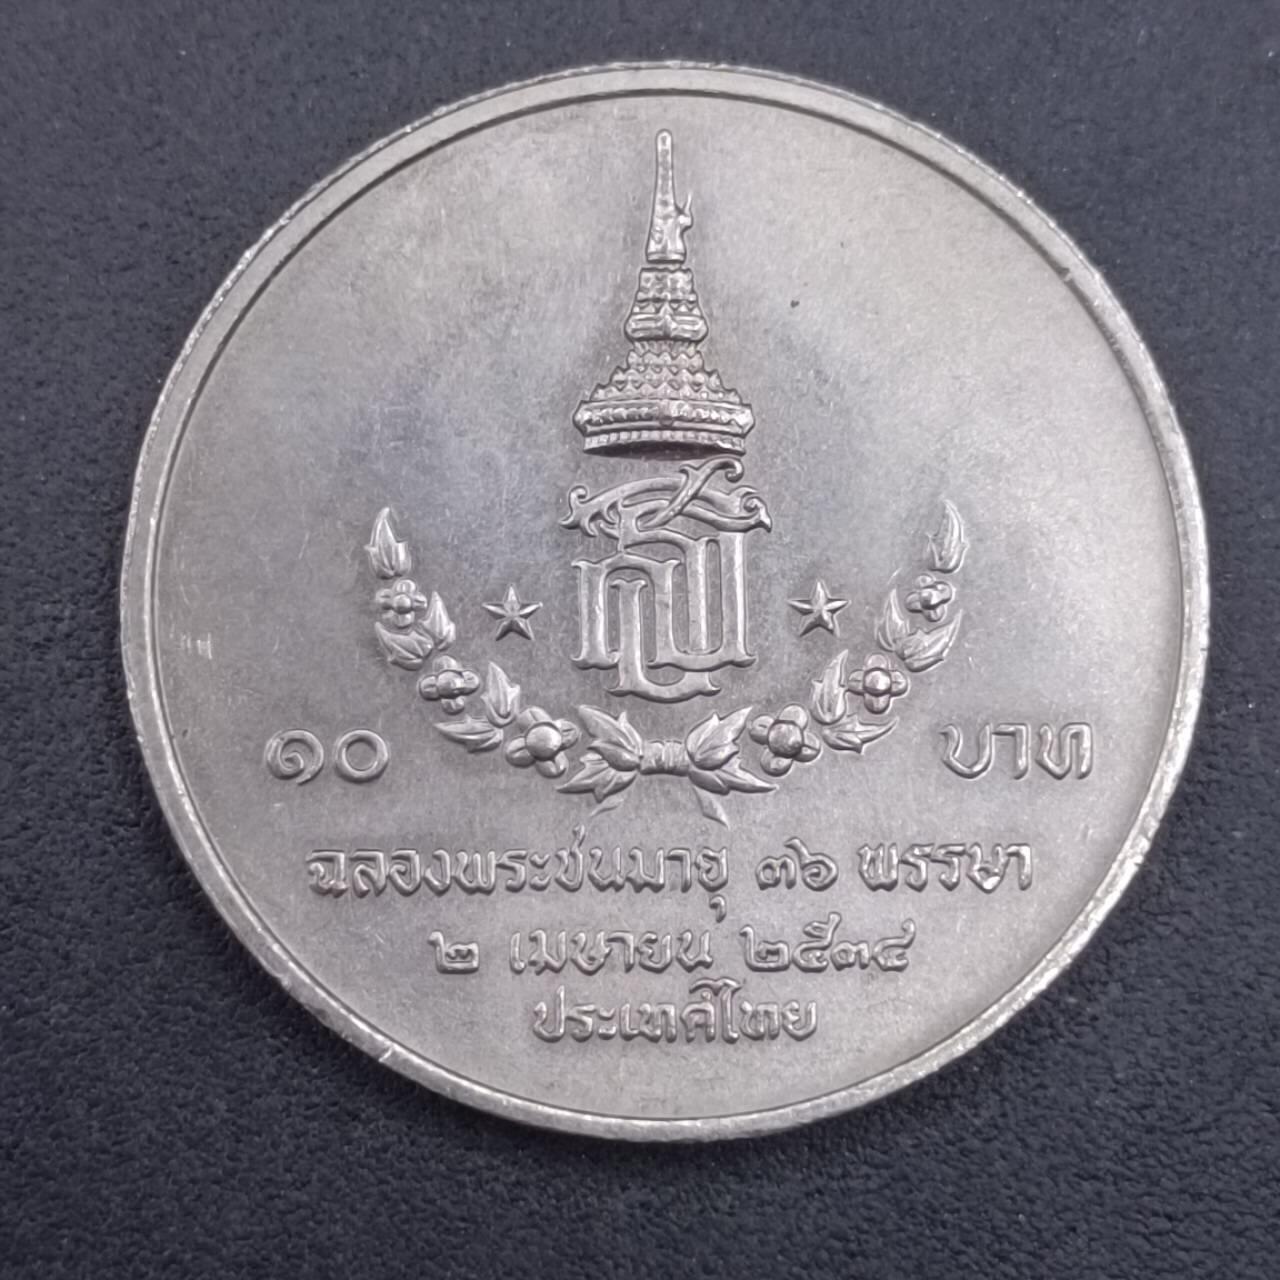 ๑๐ บาท
ฉลองพระชนมายุ ๓๖ พรรษา
๒ เมษายน ๒๕๓๔
ประเทศไทย